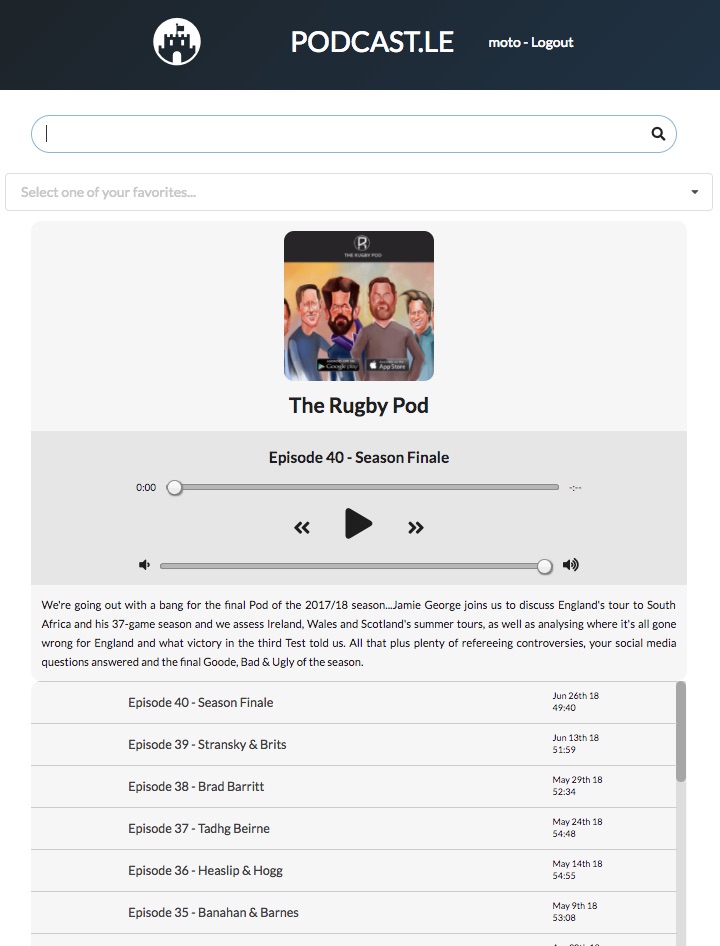 PODCAST.LE
moto - Logout
Select one of your favorites...
R
THE RUGBY POD
Google play
App Store
The Rugby Pod
Episode 40 - Season Finale
0:00
-:--
We're going out with a bang for the final Pod of the 2017/18 season...Jamie George joins us to discuss England's tour to South
Africa and his 37-game season and we assess Ireland, Wales and Scotland's summer tours, as well as analysing where it's all gone
wrong for England and what victory in the third Test told us. All that plus plenty of refereeing controversies, your social media
questions answered and the final Goode, Bad & Ugly of the season.
Episode 40 - Season Finale
Jun 26th 18
49:40
Episode 39 - Stransky & Brits
Jun 13th 18
51:59
Episode 38 - Brad Barritt
May 29th 18
52:34
Episode 37 - Tadhg Beirne
May 24th 18
54:48
Episode 36 - Heaslip & Hogg
May 14th 18
54:55
Episode 35 - Banahan & Barnes
May 9th 18
53:08